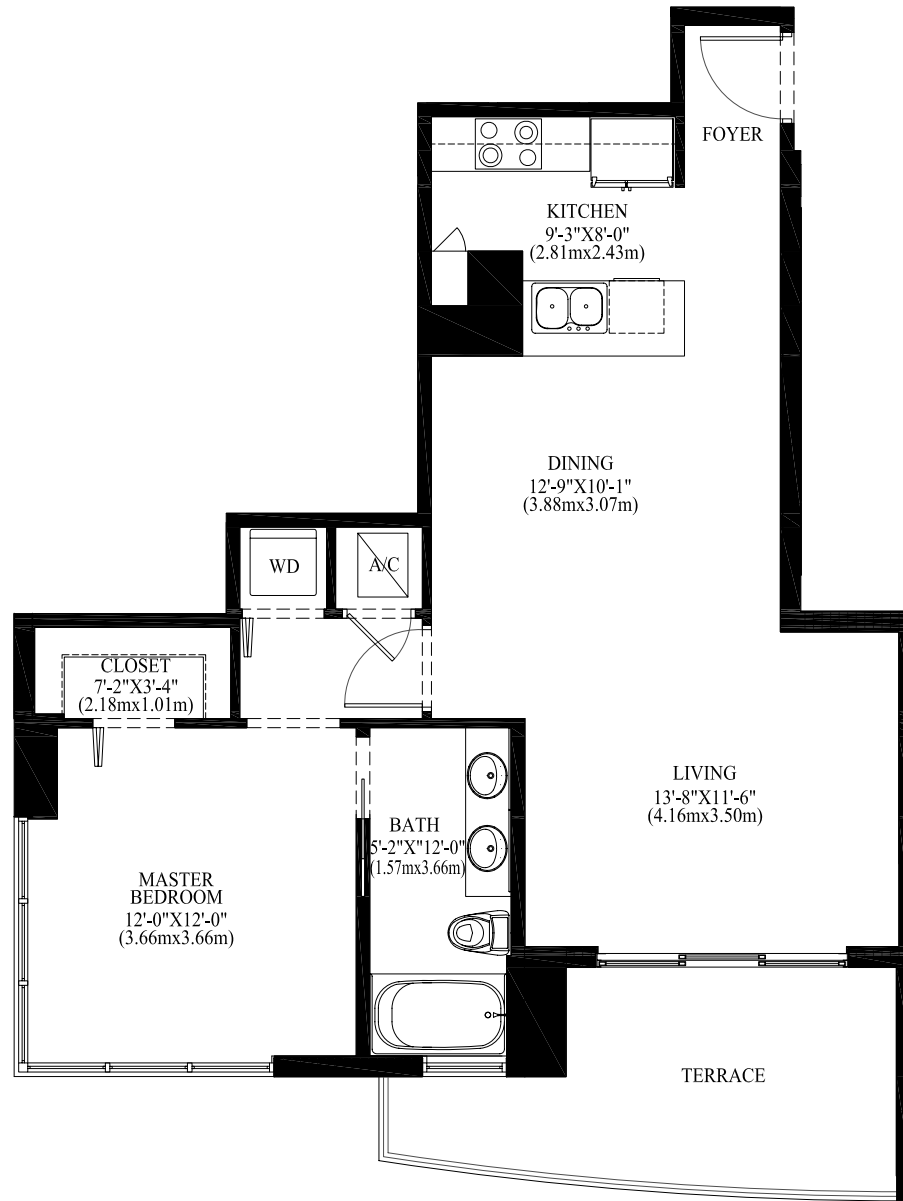 FOYER
KITCHEN
9'-3"X8'-0"
(2.81mx2.43m)
DINING
12'-9"X10'-1"
(3.88mx3.07m)
WD
A/C
CLOSET
7'-2"X3'-4"
(2.18mx1.01m)
LIVING
13'-8"X11'-6"
(4.16mx3.50m)
BATH
5'-2"X"12'-0"
(1.57mx3.66m)
MASTER
BEDROOM
12'-0"X12'-0"
(3.66mx3.66m)
TERRACE